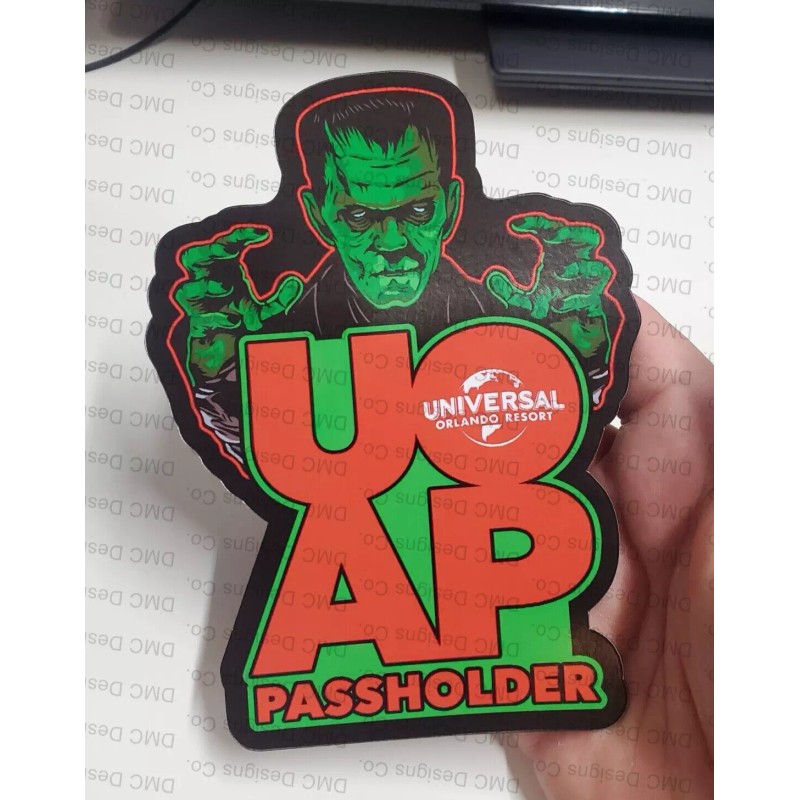 UO
UNIVERSAL
ORLANDO RESORT
AP
PASSHOLDER
DMC Designs Co.